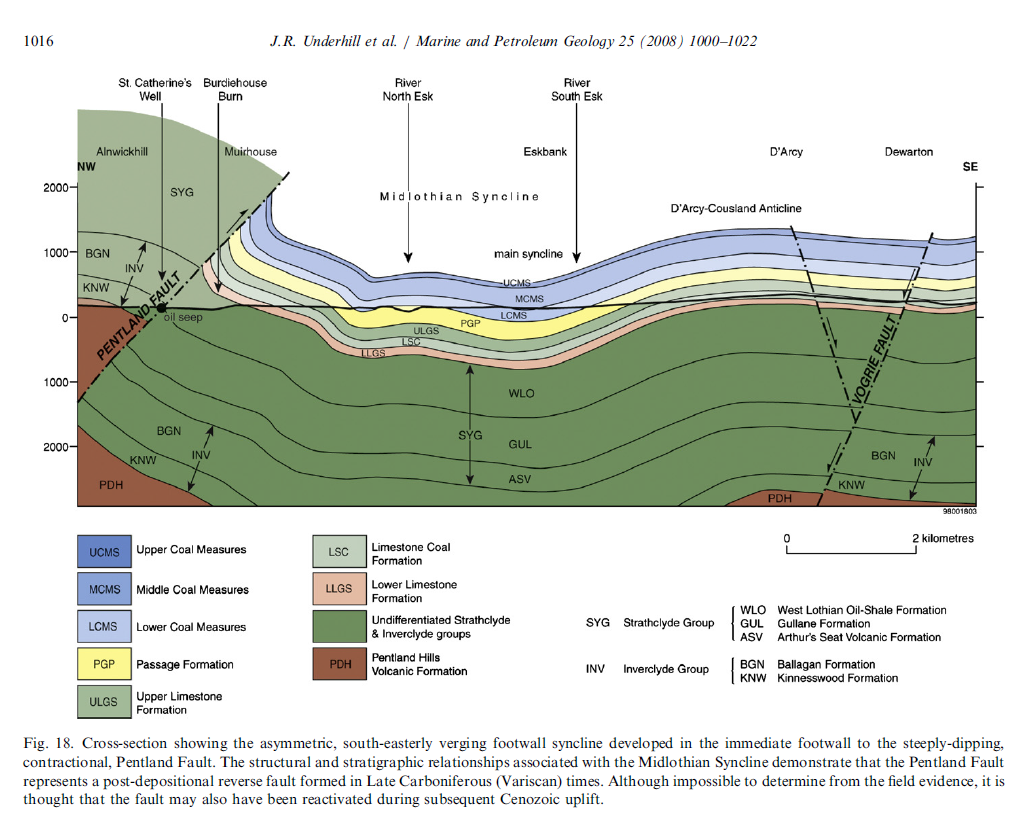 1016
J.R. Underhill et al. / Marine and Petroleum Geology 25 (2008) 1000–1022
St. Catherine's
Well
Burdiehouse
Burn
River
North Esk
River
South Esk
Alnwickhill
Muirhouse
Eskbank
D'Arcy
Dewarton
NW
SE
2000
SYG
Midlothian Syncline
D'Arcy-Cousland Anticline
1000
BGN
INV
main syncline
KNW
UCMS
MCMS
0
PENTLAND FAULT
oil seep
LCMS
PGP
ULGS
LSC
LLGS
VOGRIE FAULT
1000
WLO
BGN
SYG
GUL
2000
KNW
INV
BGN
INV
ASV
KNW
PDH
PDH
98001803
UCMS Upper Coal Measures
MCMS Middle Coal Measures
LCMS Lower Coal Measures
PGP Passage Formation
ULGS Upper Limestone
Formation
LSC Limestone Coal
Formation
LLGS Lower Limestone
Formation
Undifferentiated Strathclyde
& Inverclyde groups
PDH Pentland Hills
Volcanic Formation
0 2 kilometres
SYG Strathclyde Group
WLO West Lothian Oil-Shale Formation
GUL Gullane Formation
ASV Arthur's Seat Volcanic Formation
INV Inverclyde Group
BGN Ballagan Formation
KNW Kinnesswood Formation
Fig. 18. Cross-section showing the asymmetric, south-easterly verging footwall syncline developed in the immediate footwall to the steeply-dipping,
contractional, Pentland Fault. The structural and stratigraphic relationships associated with the Midlothian Syncline demonstrate that the Pentland Fault
represents a post-depositional reverse fault formed in Late Carboniferous (Variscan) times. Although impossible to determine from the field evidence, it is
thought that the fault may also have been reactivated during subsequent Cenozoic uplift.